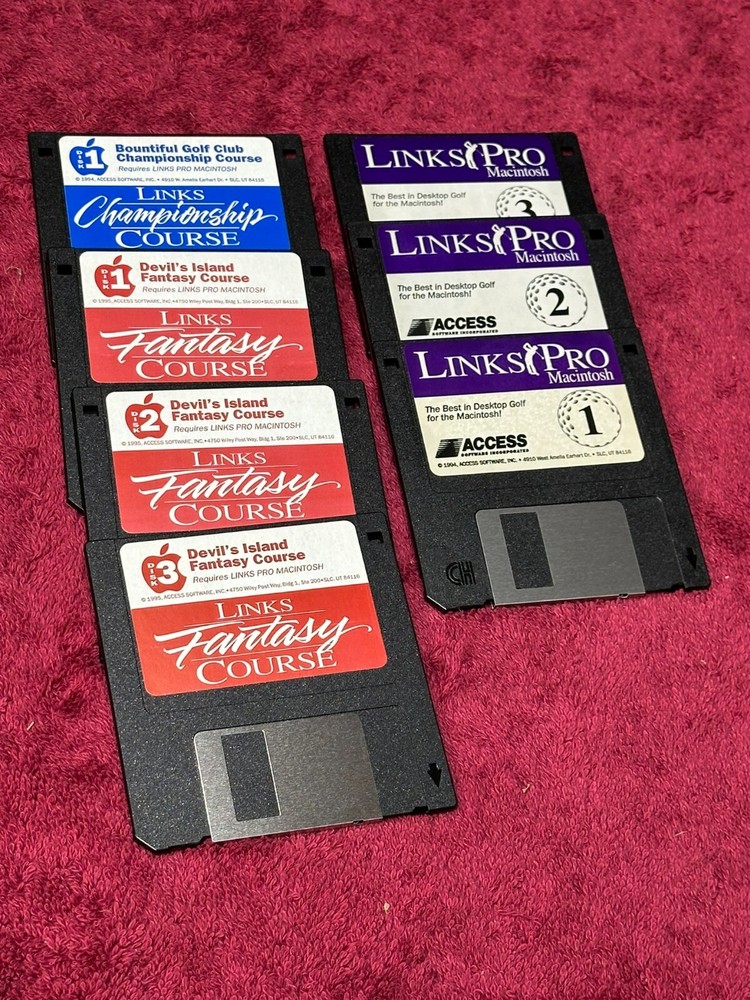 DISK 1
Bountiful Golf Club
Championship Course
Requires LINKS PRO MACINTOSH
© 1994, ACCESS SOFTWARE, INC. • 4910 W. Amelia Earhart Dr. • SLC, UT 84116
LINKS
Championship
COURSE
DISK 1
Devil's Island
Fantasy Course
Requires LINKS PRO MACINTOSH
© 1995, ACCESS SOFTWARE, INC.•4750 Wiley Post Way, Bldg 1, Ste 200•SLC, UT 84116
LINKS
Fantasy
COURSE
DISK 2
Devil's Island
Fantasy Course
Requires LINKS PRO MACINTOSH
© 1995, ACCESS SOFTWARE, INC.•4750 Wiley Post Way, Bldg 1, Ste 200•SLC, UT 84116
LINKS
Fantasy
COURSE
DISK 3
Devil's Island
Fantasy Course
Requires LINKS PRO MACINTOSH
© 1995, ACCESS SOFTWARE, INC.•4750 Wiley Post Way, Bldg 1, Ste 200•SLC, UT 84116
LINKS
Fantasy
COURSE
LINKS PRO
Macintosh
The Best in Desktop Golf
for the Macintosh!
3
LINKS PRO
Macintosh
The Best in Desktop Golf
for the Macintosh!
2
ACCESS
SOFTWARE INCORPORATED
LINKS PRO
Macintosh
The Best in Desktop Golf
for the Macintosh!
1
ACCESS
SOFTWARE INCORPORATED
© 1994, ACCESS SOFTWARE, INC. • 4910 West Amelia Earhart Dr. • SLC, UT 84116